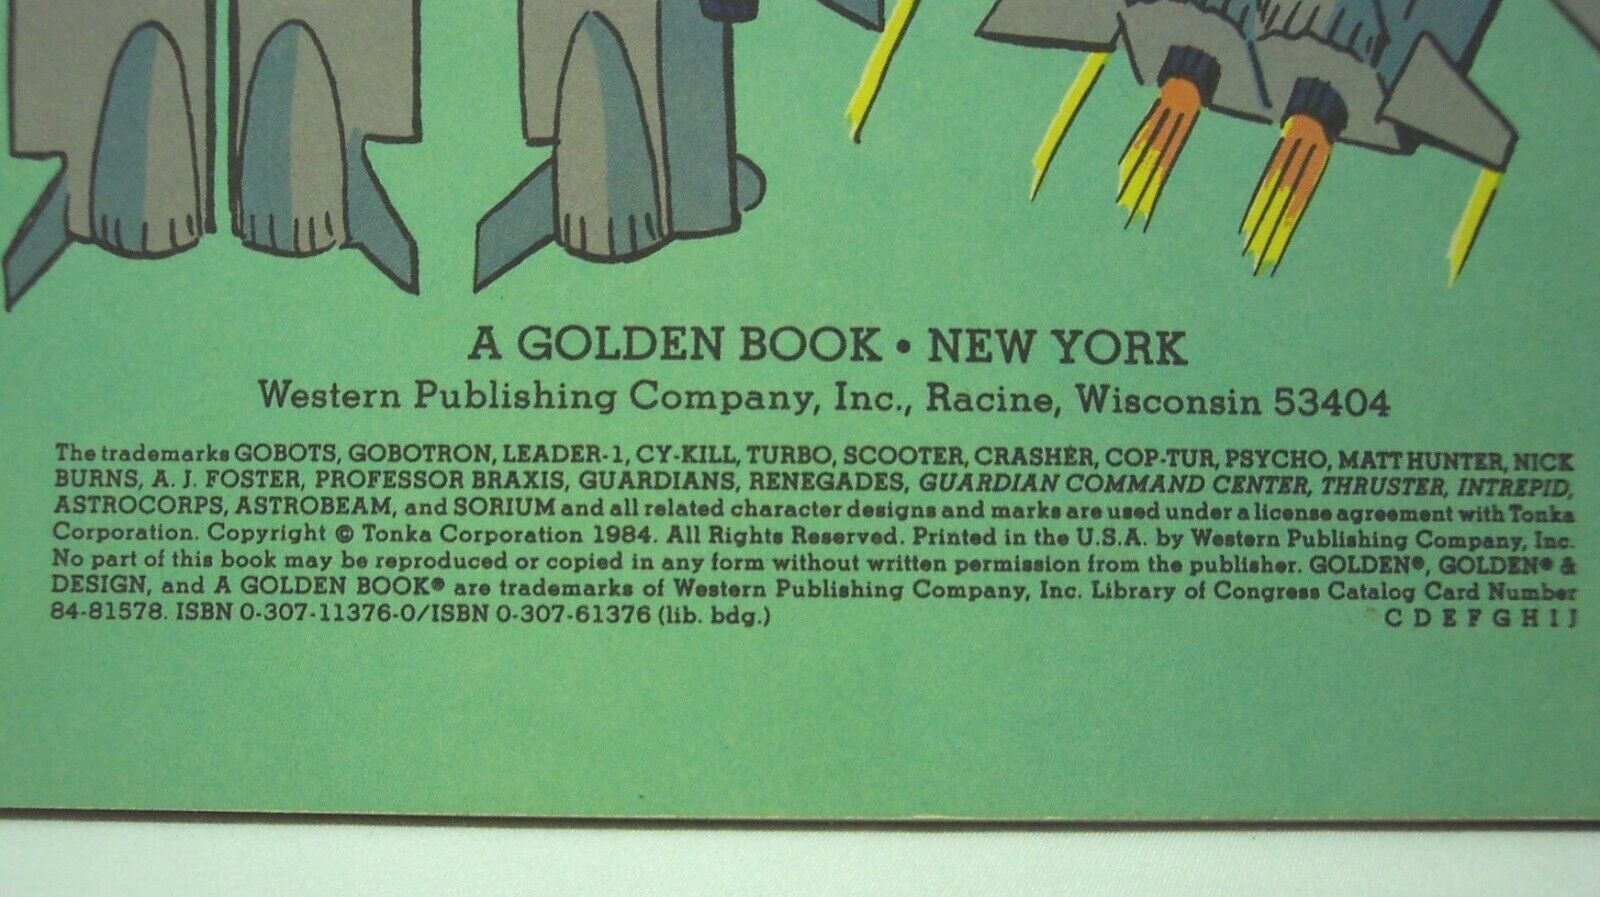 A GOLDEN BOOK • NEW YORK
Western Publishing Company, Inc., Racine, Wisconsin 53404
The trademarks GOBOTS, GOBOTRON, LEADER-1, CY-KILL, TURBO, SCOOTER, CRASHER, COP-TUR, PSYCHO, MATT HUNTER, NICK
BURNS, A. J. FOSTER, PROFESSOR BRAXIS, GUARDIANS, RENEGADES, GUARDIAN COMMAND CENTER, THRUSTER, INTREPID,
ASTROCORPS, ASTROBEAM, and SORIUM and all related character designs and marks are used under a license agreement with Tonka
Corporation. Copyright © Tonka Corporation 1984. All Rights Reserved. Printed in the U.S.A. by Western Publishing Company, Inc.
No part of this book may be reproduced or copied in any form without written permission from the publisher. GOLDEN®, GOLDEN® &
DESIGN, and A GOLDEN BOOK® are trademarks of Western Publishing Company, Inc. Library of Congress Catalog Card Number
84-81578. ISBN 0-307-11376-0/ISBN 0-307-61376 (lib. bdg.) C D E F G H I J